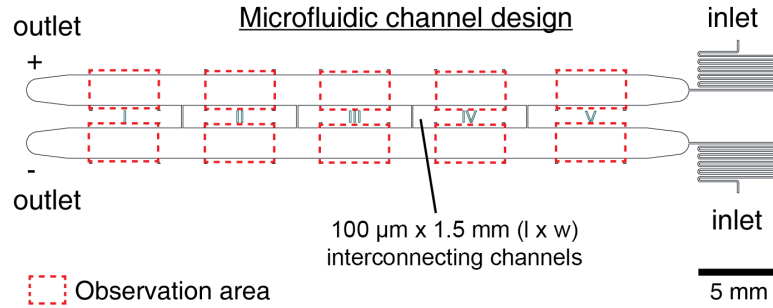 Microfluidic channel design
outlet
inlet
+
I II III IV V
-
outlet
100 µm x 1.5 mm (l x w)
interconnecting channels
inlet
Observation area
5 mm